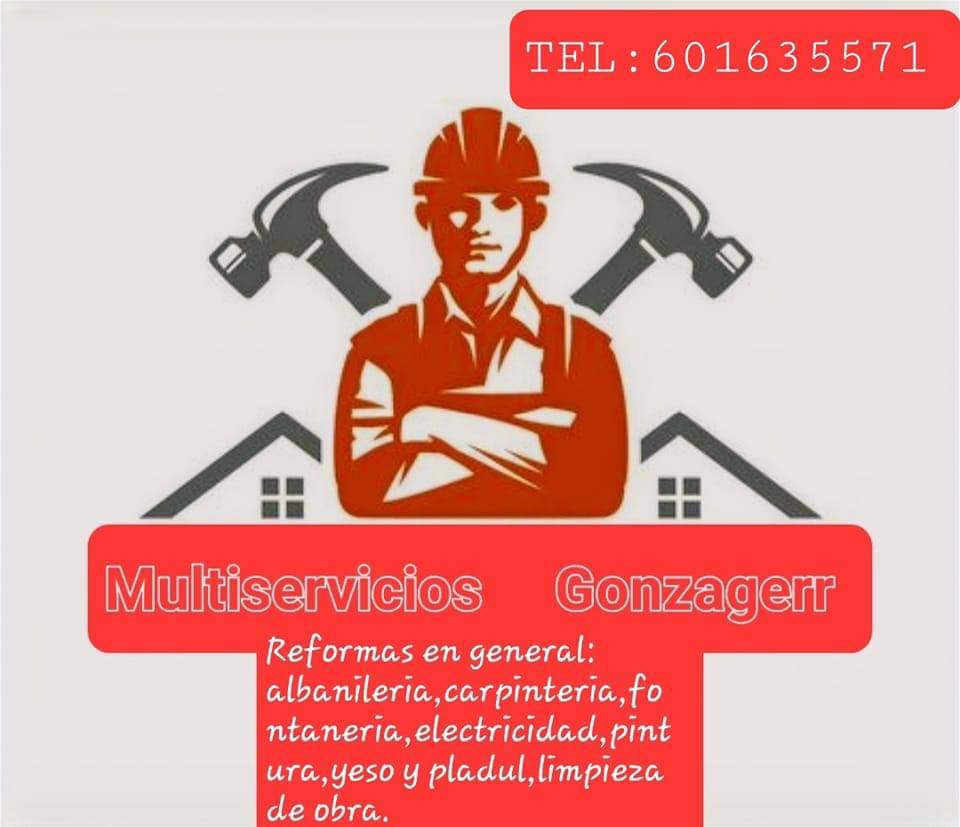 TEL:601635571
Multiservicios Gonzagerr
Reformas en general:
albanileria,carpinteria,fo
ntaneria,electricidad,pint
ura,yeso y pladul,limpieza
de obra.